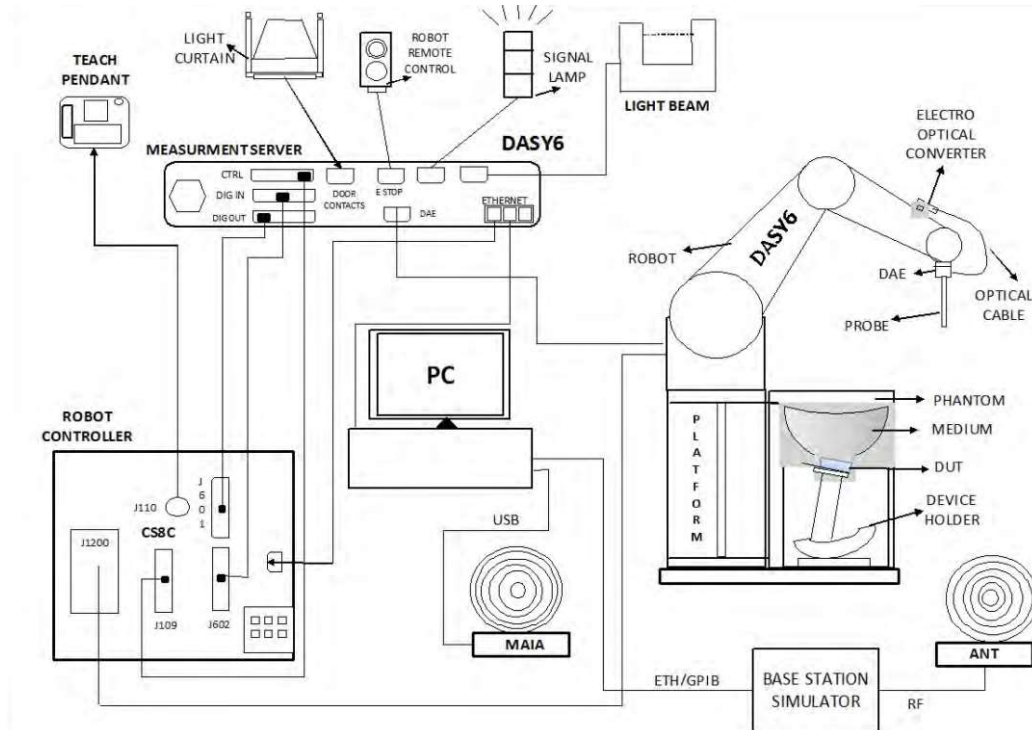 LIGHT
CURTAIN
ROBOT
REMOTE
CONTROL
SIGNAL
LAMP
LIGHT BEAM
TEACH
PENDANT
MEASURMENT SERVER
DASY6
CTRL
DIG IN
DIG OUT
DOOR
CONTACTS
E STOP
DAE
ETHERNET
ELECTRO
OPTICAL
CONVERTER
ROBOT
DASY6
DAE
OPTICAL
CABLE
PROBE
PC
PLATFORM
PHANTOM
MEDIUM
DUT
DEVICE
HOLDER
ROBOT
CONTROLLER
J110
J601
CS8C
J1200
J109
J602
USB
MAIA
ETH/GPIB
BASE STATION
SIMULATOR
RF
ANT